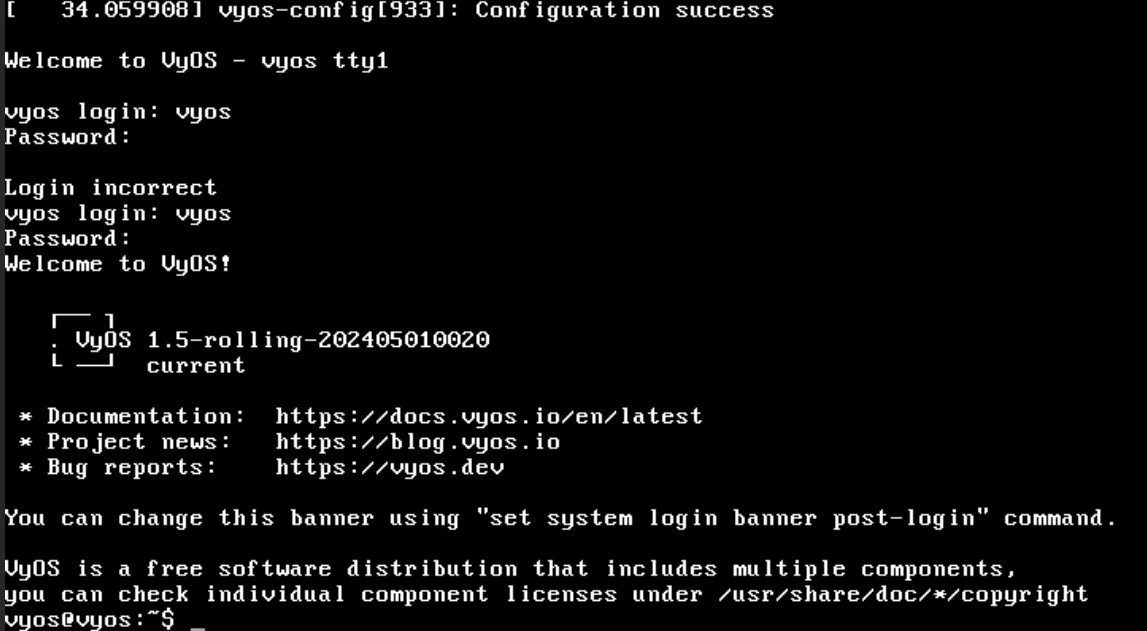 [   34.059908] vyos-config[933]: Configuration success
Welcome to VyOS - vyos tty1
vyos login: vyos
Password:
Login incorrect
vyos login: vyos
Password:
Welcome to VyOS!
. VyOS 1.5-rolling-202405010020
current
* Documentation:  https://docs.vyos.io/en/latest
* Project news:   https://blog.vyos.io
* Bug reports:    https://vyos.dev
You can change this banner using "set system login banner post-login" command.
VyOS is a free software distribution that includes multiple components,
you can check individual component licenses under /usr/share/doc/*/copyright
vyos@vyos:~$ _